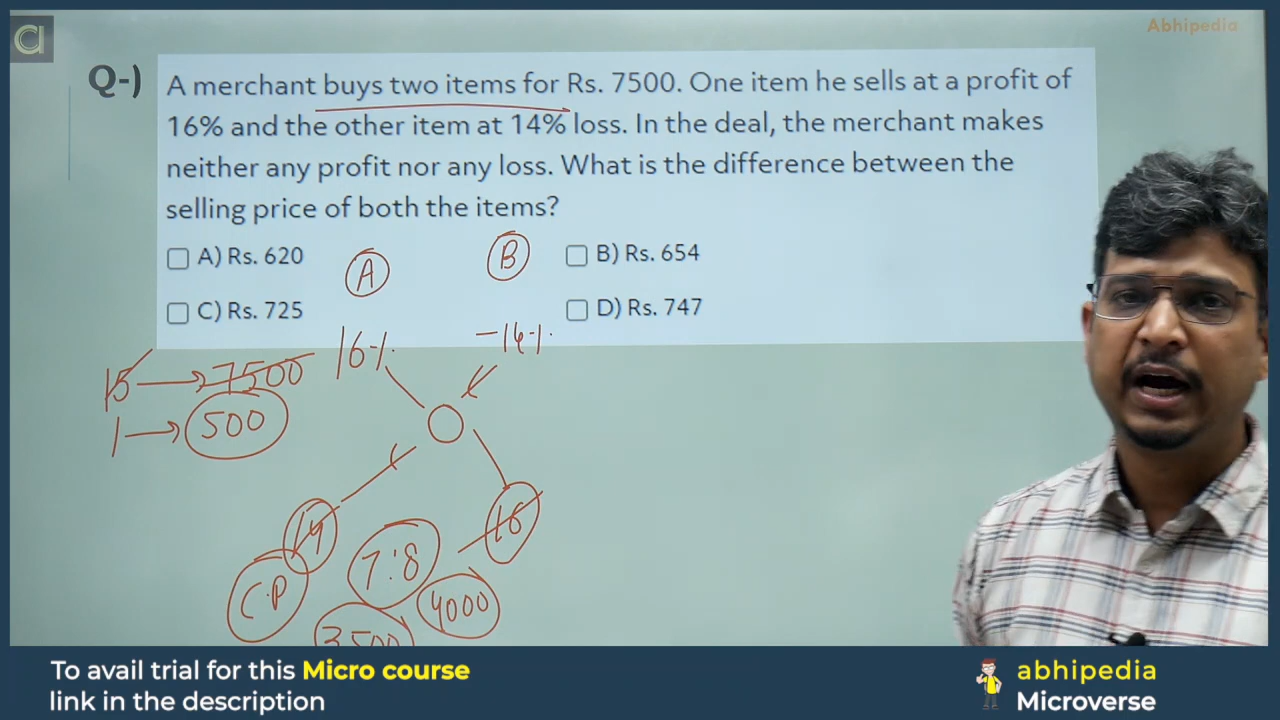 a
Abhipedia
Q-) A merchant buys two items for Rs. 7500. One item he sells at a profit of
16% and the other item at 14% loss. In the deal, the merchant makes
neither any profit nor any loss. What is the difference between the
selling price of both the items?
A) Rs. 620
B) Rs. 654
C) Rs. 725
D) Rs. 747
A
B
16%
-14%
15 → 7500
1 → 500
14
16
C.P
7:8
4000
3500
To avail trial for this Micro course
link in the description
abhipedia
Microverse